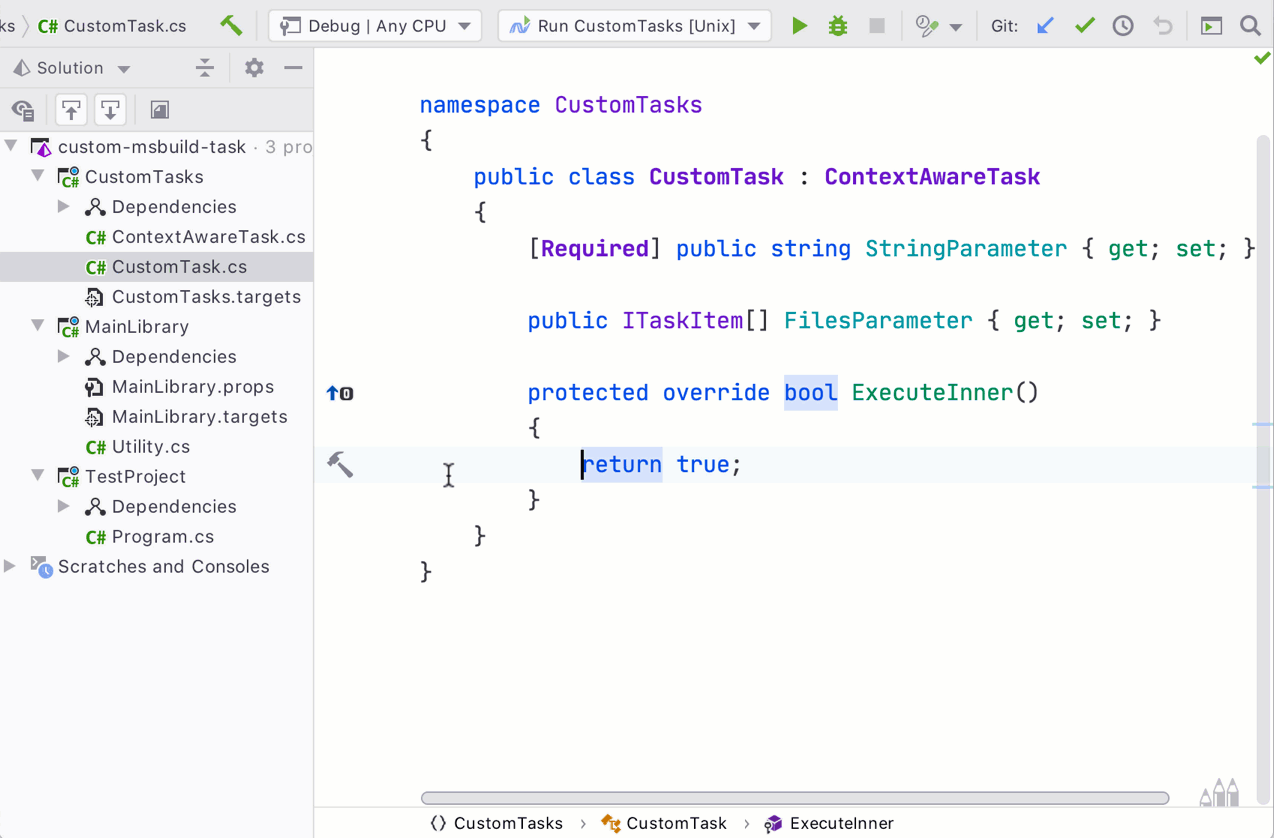 ks C# CustomTask.cs Debug | Any CPU Run CustomTasks [Unix] Git:
Solution
custom-msbuild-task · 3 pro
CustomTasks
Dependencies
C# ContextAwareTask.cs
C# CustomTask.cs
CustomTasks.targets
C# MainLibrary
Dependencies
MainLibrary.props
MainLibrary.targets
C# Utility.cs
C# TestProject
Dependencies
C# Program.cs
Scratches and Consoles
namespace CustomTasks
{
public class CustomTask : ContextAwareTask
{
[Required] public string StringParameter { get; set; }
public ITaskItem[] FilesParameter { get; set; }
protected override bool ExecuteInner()
{
return true;
}
}
}
CustomTasks › CustomTask › ExecuteInner